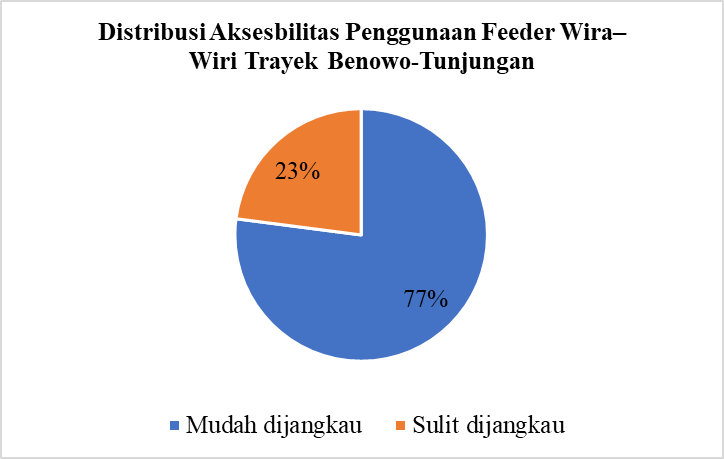 Distribusi Aksesbilitas Penggunaan Feeder Wira–
Wiri Trayek Benowo-Tunjungan
23%
77%
Mudah dijangkau
Sulit dijangkau